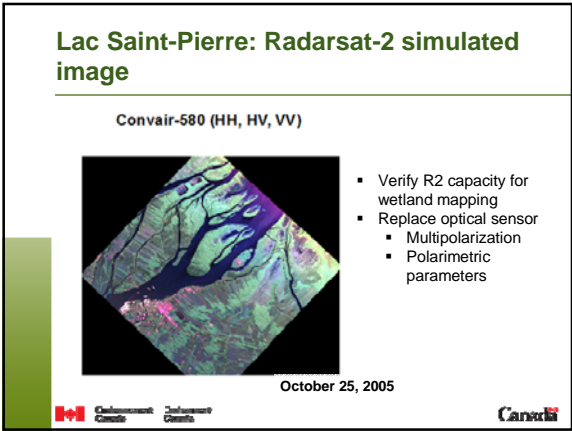 Lac Saint-Pierre: Radarsat-2 simulated
image
Convair-580 (HH, HV, VV)
▪ Verify R2 capacity for
wetland mapping
▪ Replace optical sensor
▪ Multipolarization
▪ Polarimetric
parameters
October 25, 2005
Canada